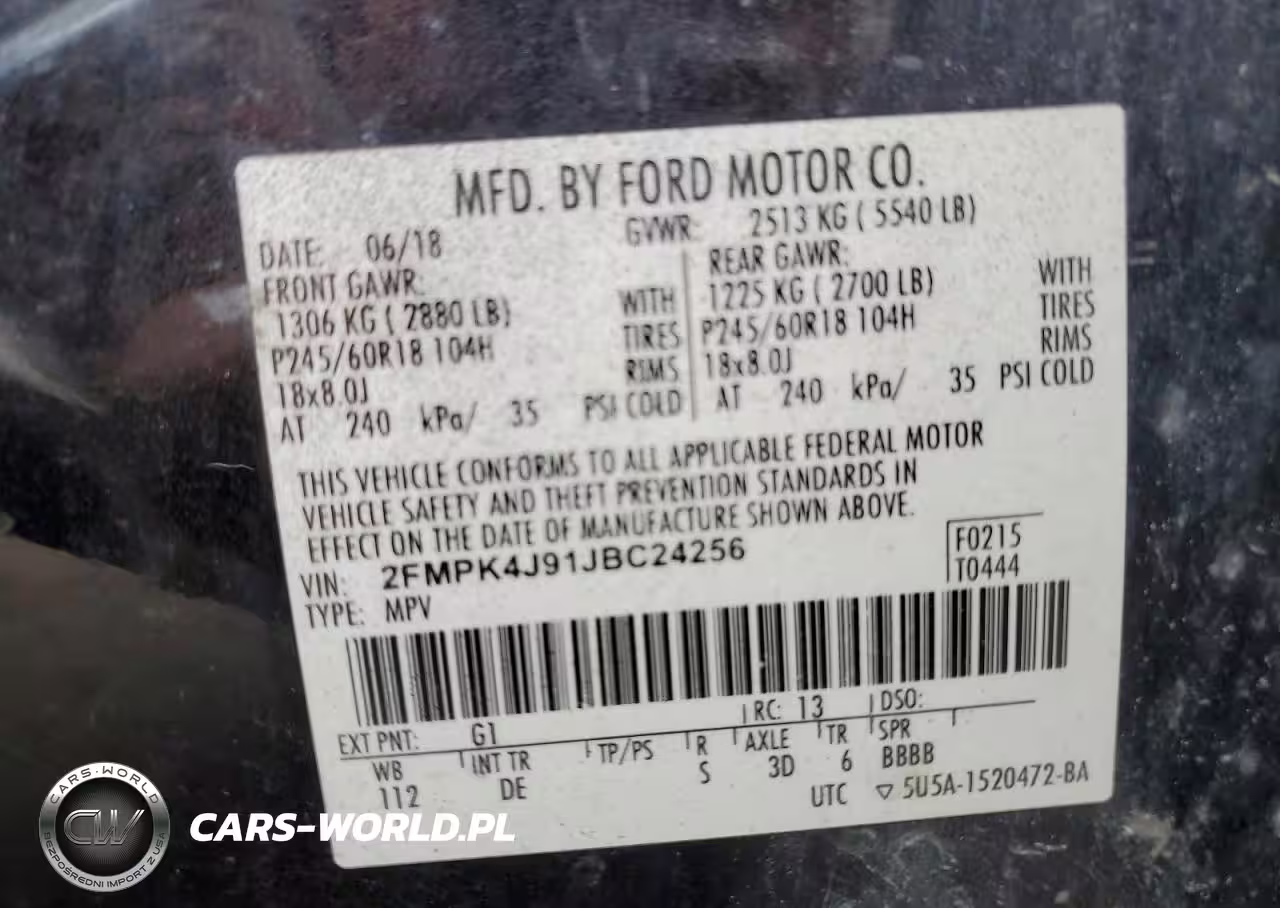 MFD. BY FORD MOTOR CO.
DATE: 06/18 GVWR: 2513 KG ( 5540 LB)
FRONT GAWR: REAR GAWR:
1306 KG ( 2880 LB) WITH 1225 KG ( 2700 LB) WITH
P245/60R18 104H TIRES P245/60R18 104H TIRES
18x8.0J RIMS 18x8.0J RIMS
AT 240 kPa/ 35 PSI COLD AT 240 kPa/ 35 PSI COLD
THIS VEHICLE CONFORMS TO ALL APPLICABLE FEDERAL MOTOR
VEHICLE SAFETY AND THEFT PREVENTION STANDARDS IN
EFFECT ON THE DATE OF MANUFACTURE SHOWN ABOVE.
VIN: 2FMPK4J91JBC24256 F0215
TYPE: MPV T0444
EXT PNT: G1 RC: 13 DSO:
WB INT TR TP/PS R AXLE TR SPR
112 DE S 3D 6 BBBB
UTC ▽ 5U5A-1520472-BA
CARS-WORLD
CW
BEZPOŚREDNI IMPORT Z USA
CARS-WORLD.PL